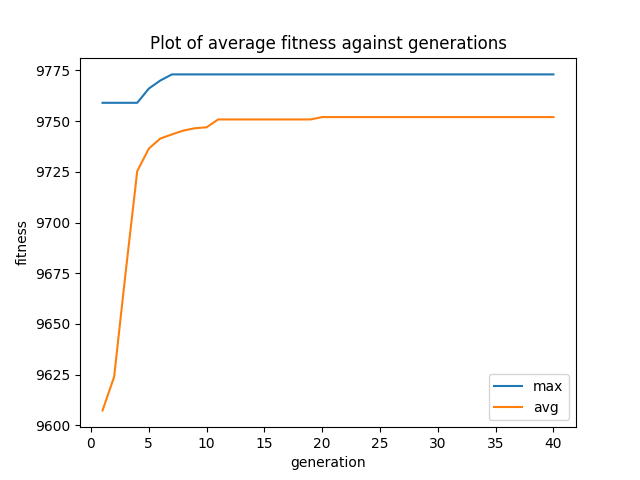 Plot of average fitness against generations
fitness
9775
9750
9725
9700
9675
9650
9625
9600
0 5 10 15 20 25 30 35 40
generation
max
avg